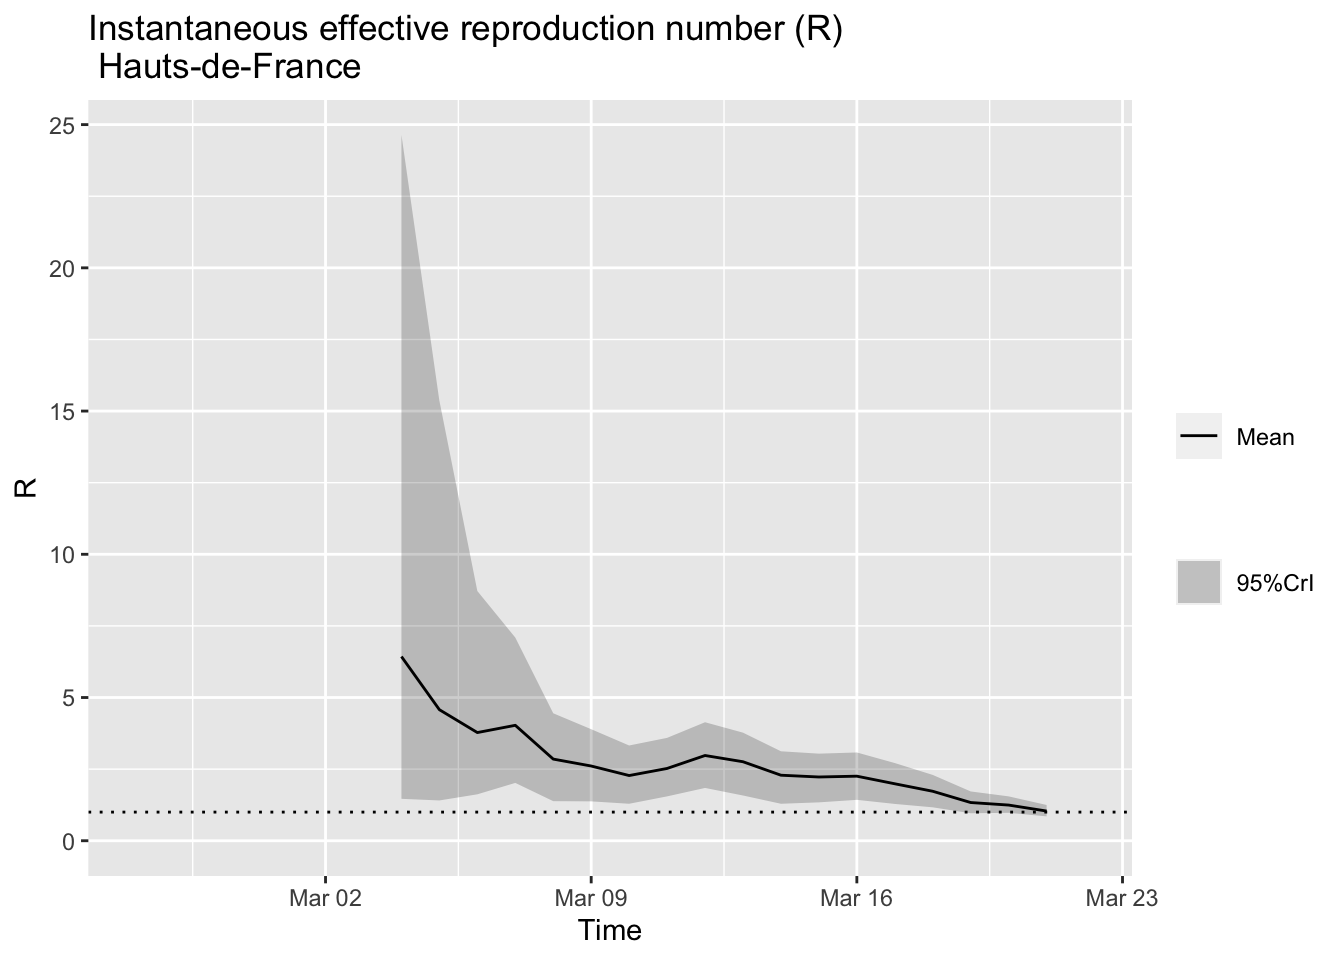 Instantaneous effective reproduction number (R)
Hauts-de-France
25
20
15
10
5
0
R
Mar 02
Mar 09
Mar 16
Mar 23
Time
Mean
95%CrI